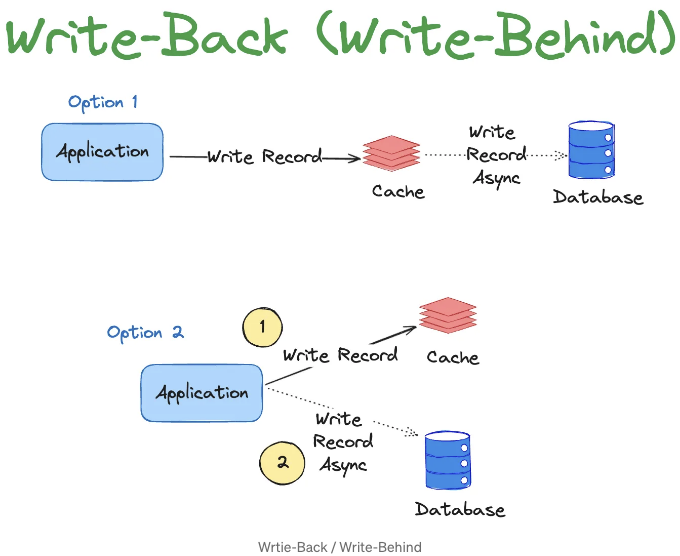 Write-Back (Write-Behind)
Option 1
Application
Write Record
Write
Record
Async
Cache
Database
Option 2
1
Write Record
Cache
Application
Write
Record
Async
2
Database
Wrtie-Back / Write-Behind